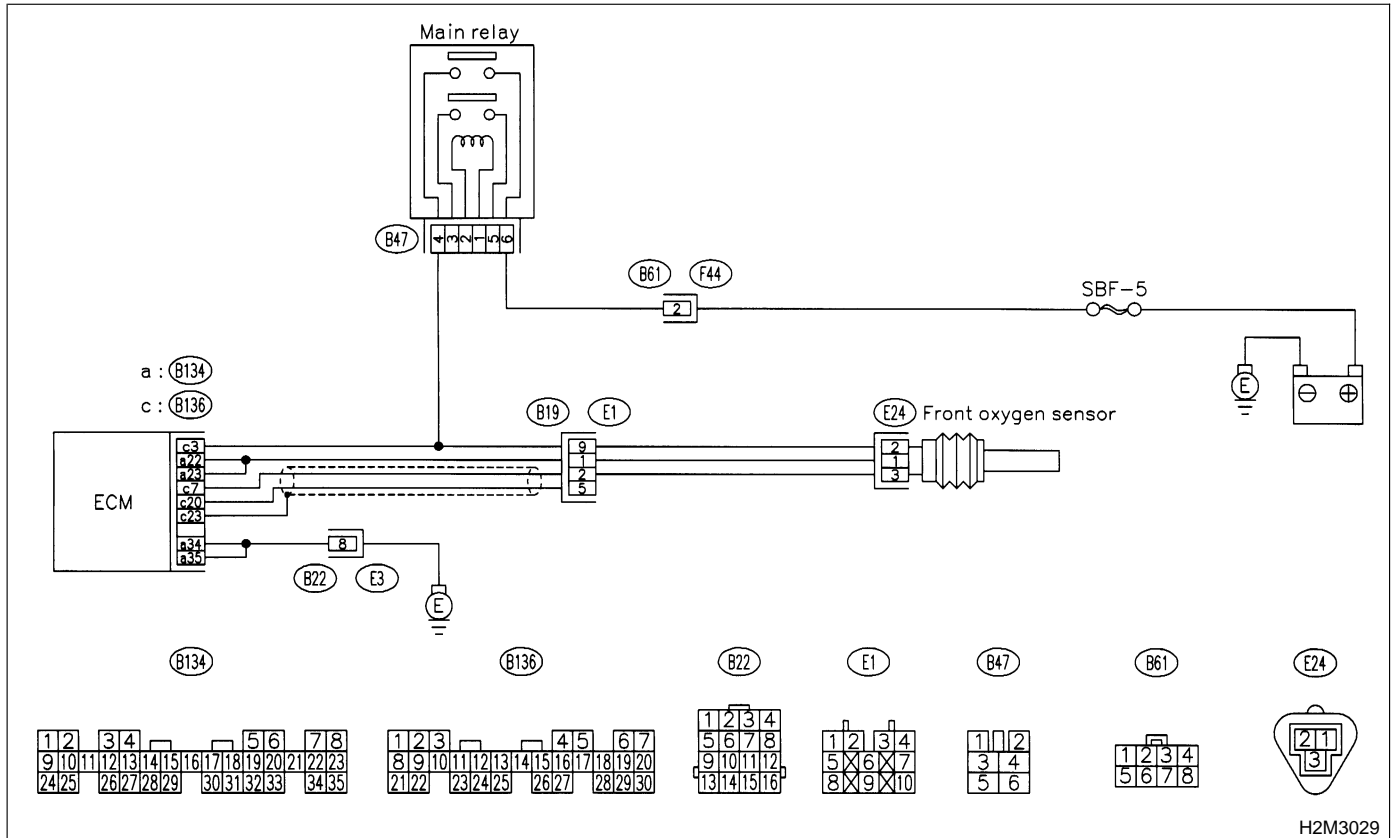 Main relay
B47
4 3 2 1 5 6
B61 F44
2
SBF-5
a : B134
c : B136
B19 E1
E24 Front oxygen sensor
E
⊖ ⊕
ECM
c3
a22
a23
c7
c20
c23
a34
a35
9
1
2
5
2
1
3
8
B22 E3
E
B134
1 2 3 4 5 6 7 8
9 10 11 12 13 14 15 16 17 18 19 20 21 22 23
24 25 26 27 28 29 30 31 32 33 34 35
B136
1 2 3 4 5 6 7
8 9 10 11 12 13 14 15 16 17 18 19 20
21 22 23 24 25 26 27 28 29 30
B22
1 2 3 4
5 6 7 8
9 10 11 12
13 14 15 16
E1
1 2 3 4
5 6 7
8 9 10
B47
1 2
3 4
5 6
B61
1 2 3 4
5 6 7 8
E24
2 1
3
H2M3029